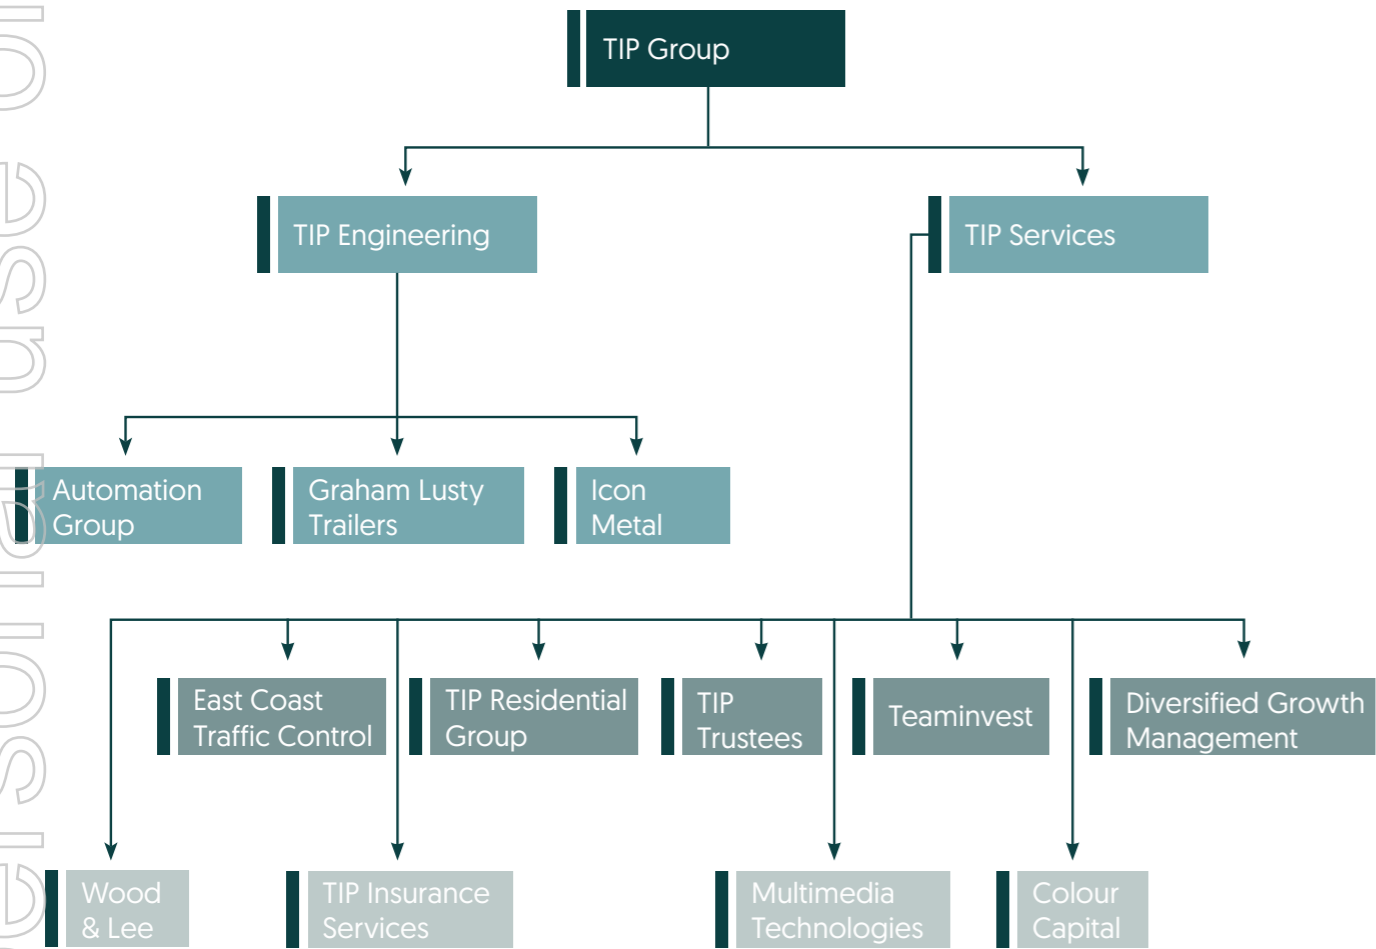 TIP Group
TIP Engineering
TIP Services
Automation
Group
Graham Lusty
Trailers
Icon
Metal
East Coast
Traffic Control
TIP Residential
Group
TIP
Trustees
Teaminvest
Diversified Growth
Management
Wood
& Lee
TIP Insurance
Services
Multimedia
Technologies
Colour
Capital
use